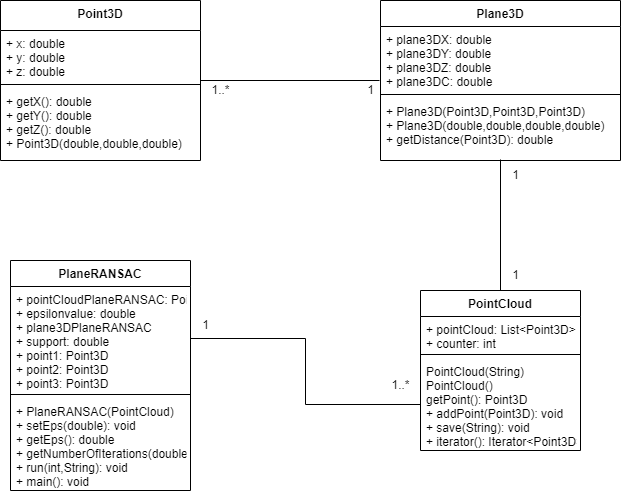 Point3D
+ x: double
+ y: double
+ z: double
+ getX(): double
+ getY(): double
+ getZ(): double
+ Point3D(double,double,double)
1..*
1
Plane3D
+ plane3DX: double
+ plane3DY: double
+ plane3DZ: double
+ plane3DC: double
+ Plane3D(Point3D,Point3D,Point3D)
+ Plane3D(double,double,double,double)
+ getDistance(Point3D): double
1
1
PlaneRANSAC
+ pointCloudPlaneRANSAC: Po
+ epsilonvalue: double
+ plane3DPlaneRANSAC
+ support: double
+ point1: Point3D
+ point2: Point3D
+ point3: Point3D
+ PlaneRANSAC(PointCloud)
+ setEps(double): void
+ getEps(): double
+ getNumberOfIterations(double
+ run(int,String): void
+ main(): void
1
1..*
PointCloud
+ pointCloud: List<Point3D>
+ counter: int
PointCloud(String)
PointCloud()
getPoint(): Point3D
+ addPoint(Point3D): void
+ save(String): void
+ iterator(): Iterator<Point3D